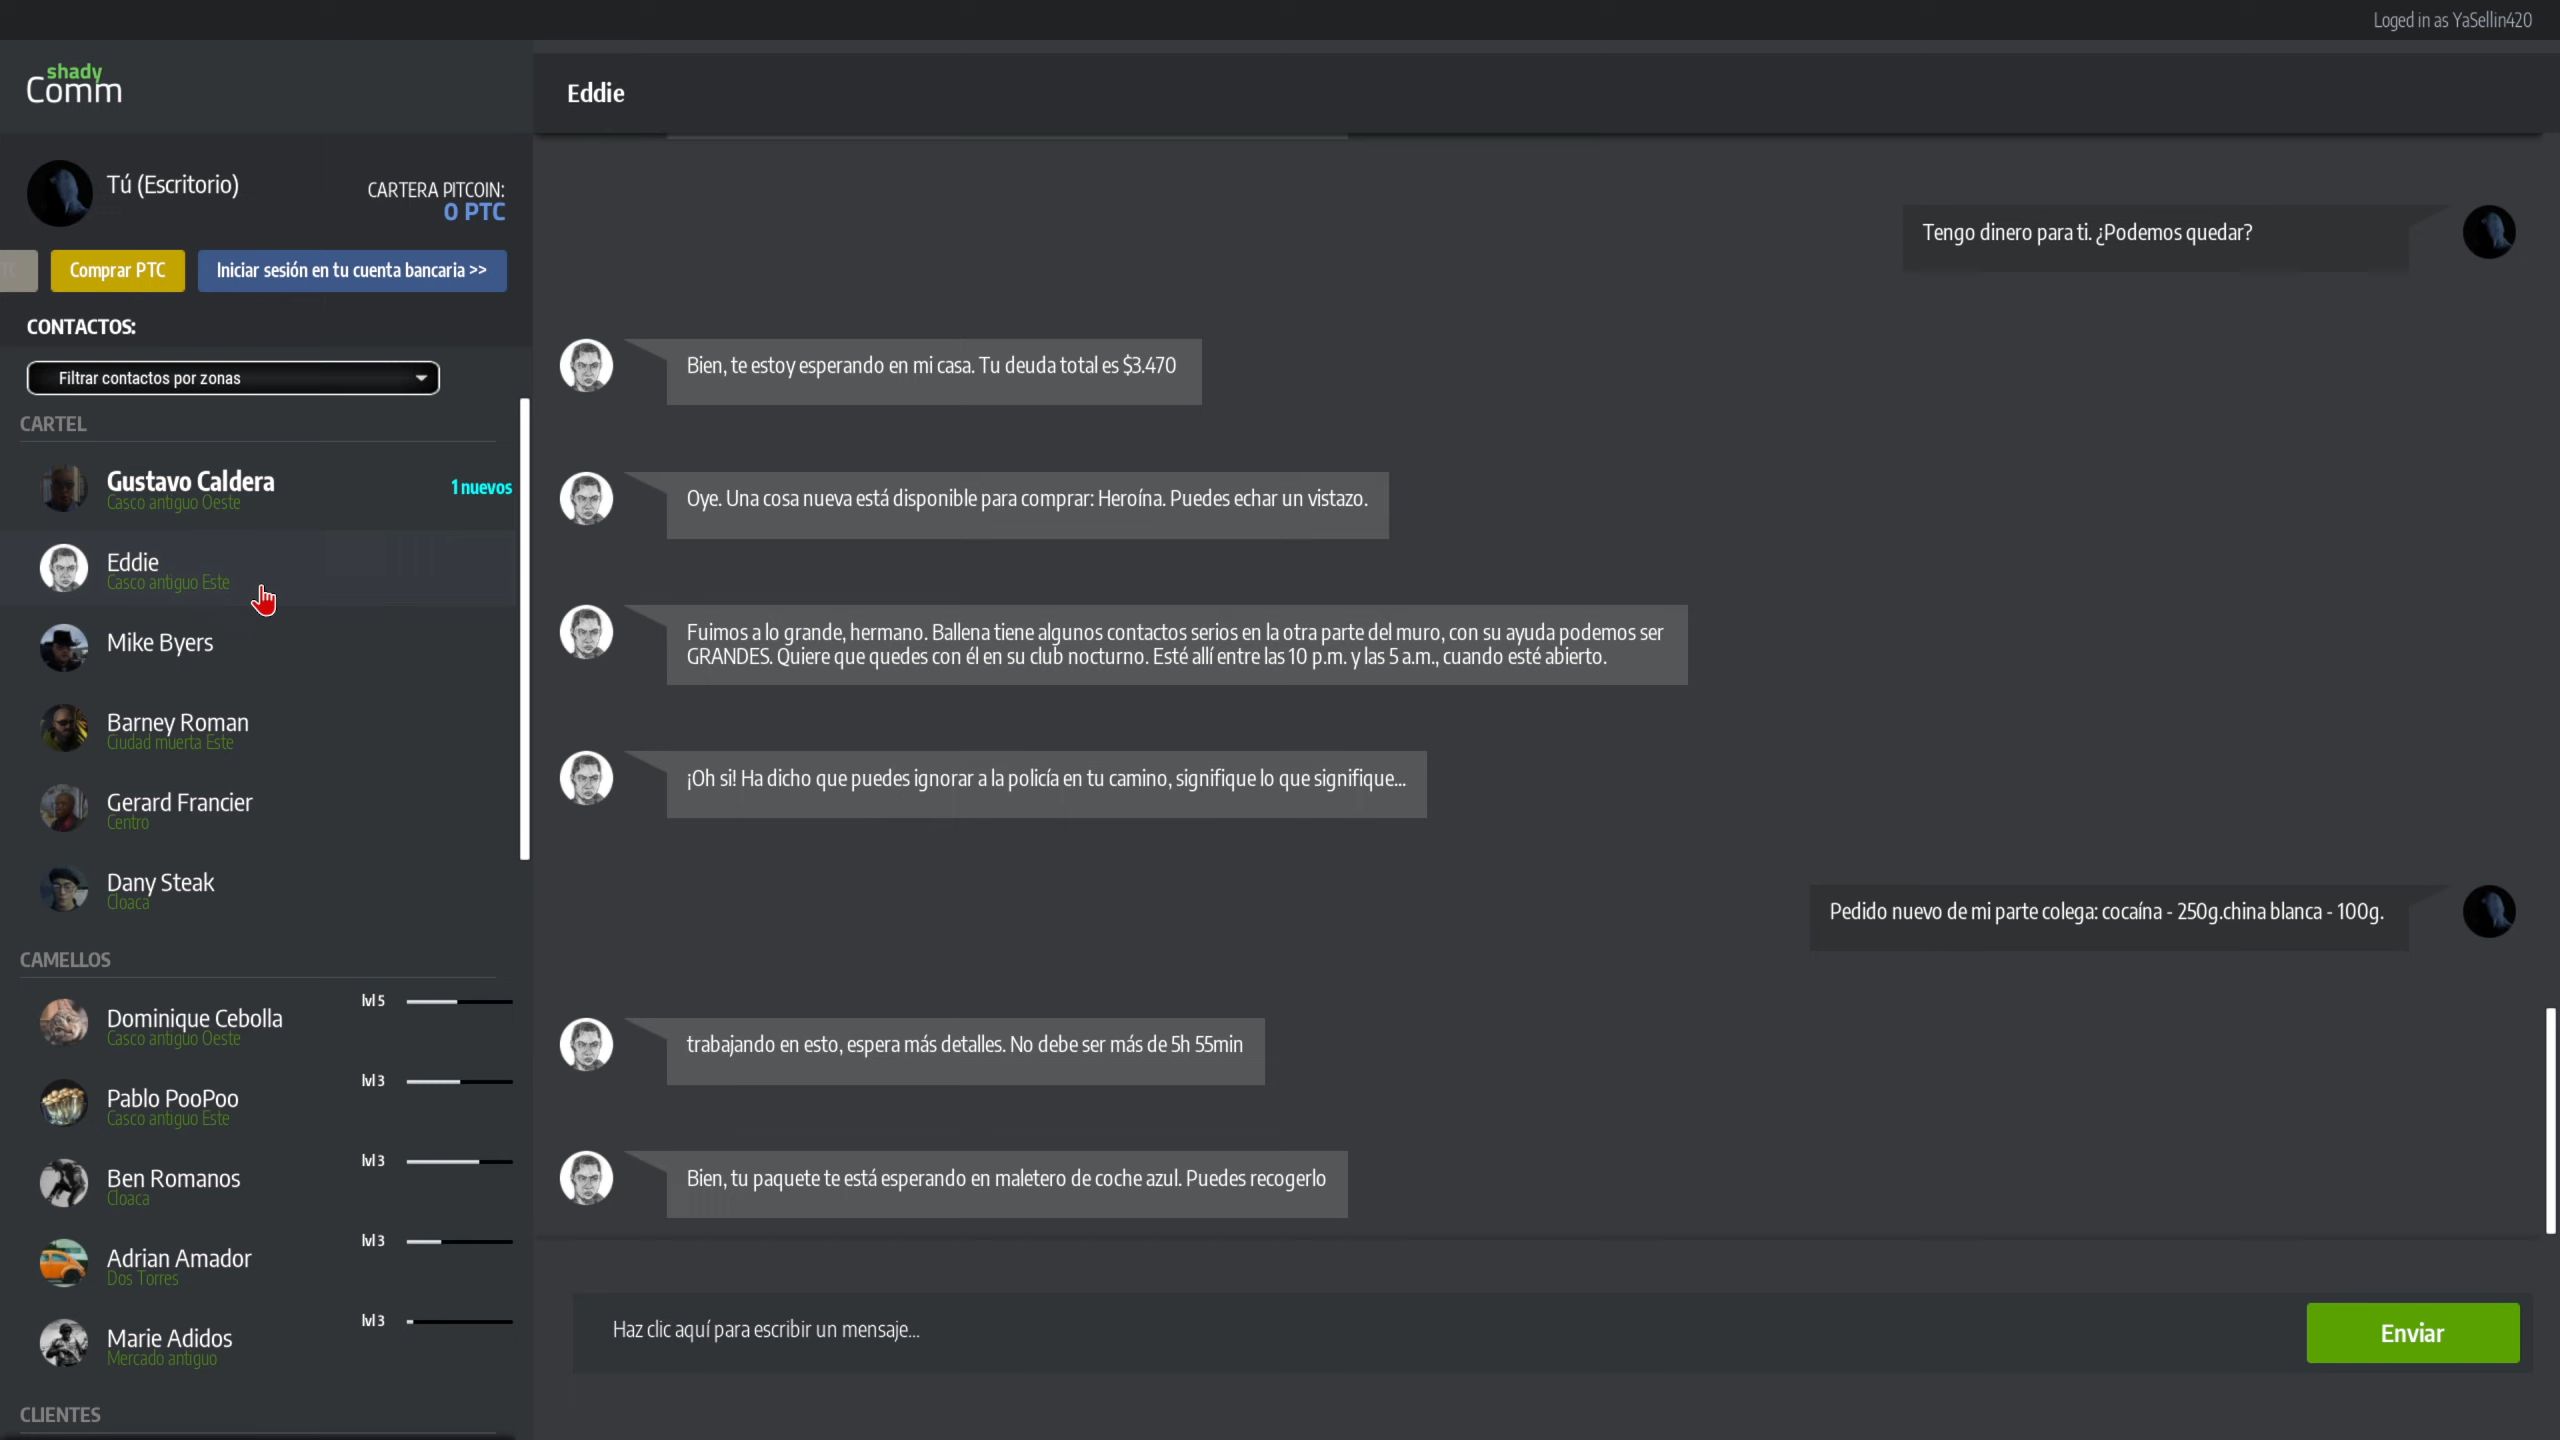 Loged in as YaSellin420
shady
Comm
Tú (Escritorio)
CARTERA PITCOIN:
0 PTC
Comprar PTC
Iniciar sesión en tu cuenta bancaria >>
CONTACTOS:
Filtrar contactos por zonas
CARTEL
Gustavo Caldera
Casco antiguo Oeste
1 nuevos
Eddie
Casco antiguo Este
Mike Byers
Barney Roman
Ciudad muerta Este
Gerard Francier
Centro
Dany Steak
Cloaca
CAMELLOS
Dominique Cebolla
Casco antiguo Oeste
lvl 5
Pablo PooPoo
Casco antiguo Este
lvl 3
Ben Romanos
Cloaca
lvl 3
Adrian Amador
Dos Torres
lvl 3
Marie Adidos
Mercado antiguo
lvl 3
CLIENTES
Eddie
Tengo dinero para ti. ¿Podemos quedar?
Bien, te estoy esperando en mi casa. Tu deuda total es $3.470
Oye. Una cosa nueva está disponible para comprar: Heroína. Puedes echar un vistazo.
Fuimos a lo grande, hermano. Ballena tiene algunos contactos serios en la otra parte del muro, con su ayuda podemos ser
GRANDES. Quiere que quedes con él en su club nocturno. Esté allí entre las 10 p.m. y las 5 a.m., cuando esté abierto.
¡Oh si! Ha dicho que puedes ignorar a la policía en tu camino, signifique lo que signifique...
Pedido nuevo de mi parte colega: cocaína - 250g.china blanca - 100g.
trabajando en esto, espera más detalles. No debe ser más de 5h 55min
Bien, tu paquete te está esperando en maletero de coche azul. Puedes recogerlo
Haz clic aquí para escribir un mensaje...
Enviar